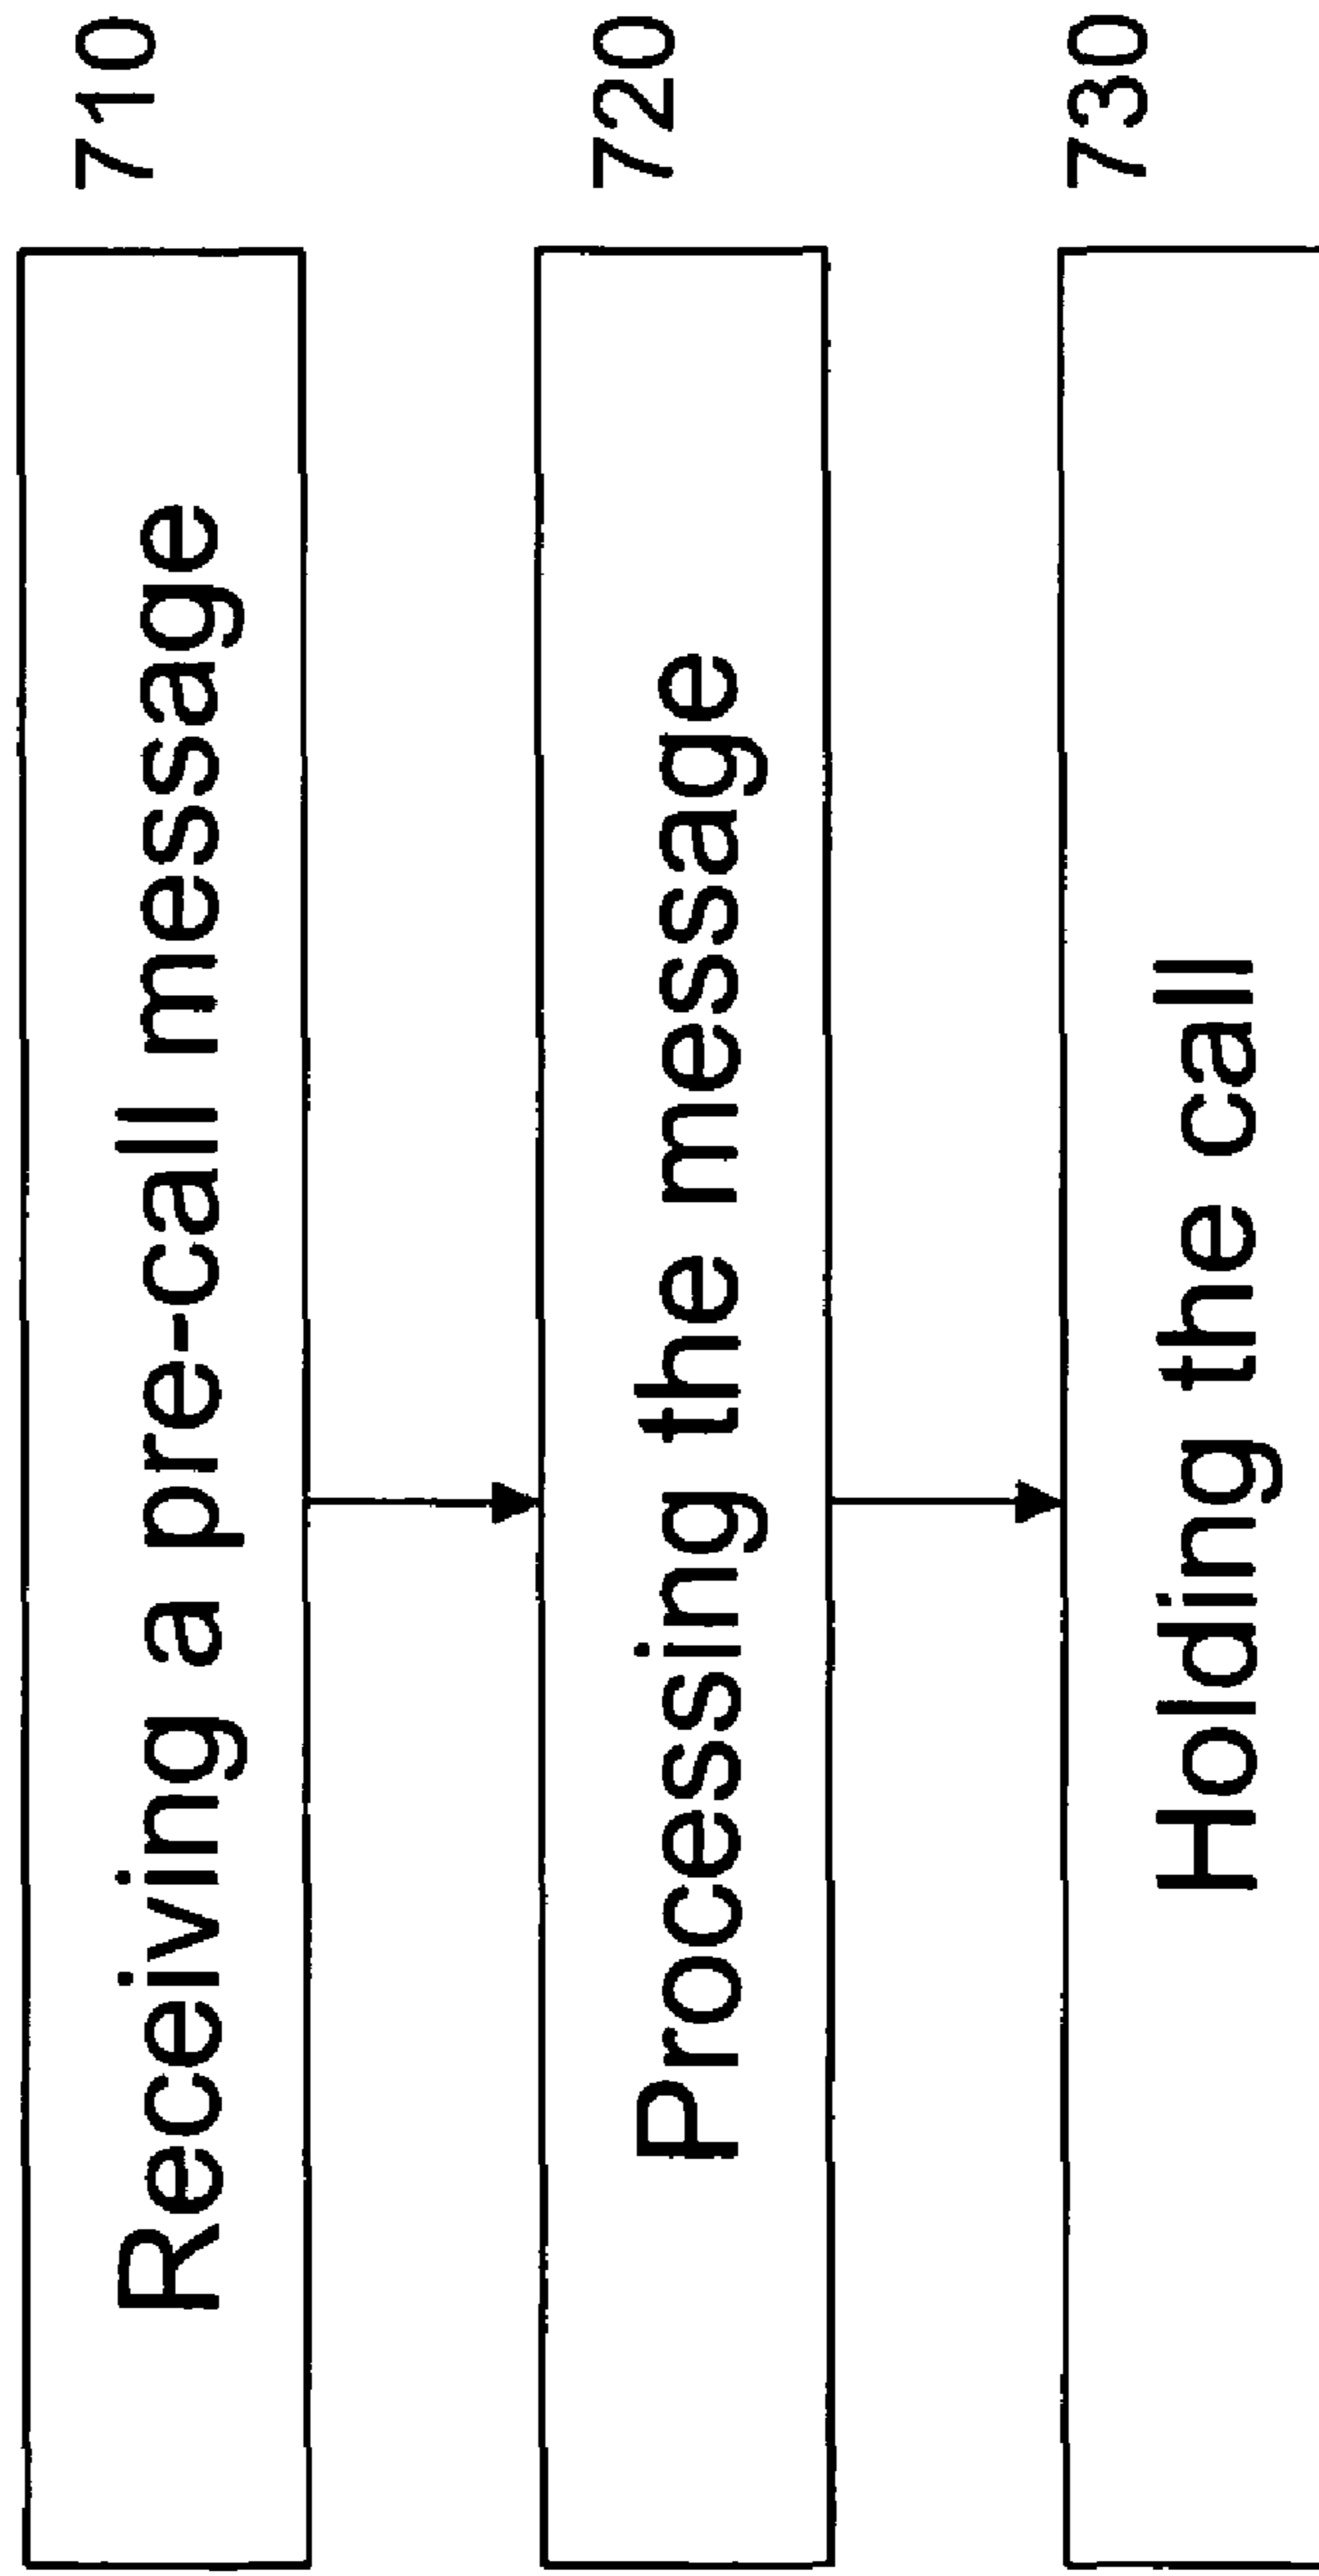 Receiving a pre-call message 710
Processing the message 720
Holding the call 730